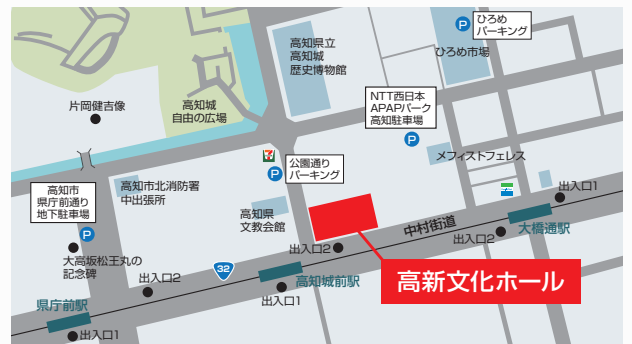 ひろめ
パーキング
ひろめ市場
高知県立
高知城
歴史博物館
NTT西日本
APAPパーク
高知駐車場
片岡健吉像
高知城
自由の広場
メフィストフェレス
公園通り
パーキング
高知市
県庁前通り
地下駐車場
高知市北消防署
中出張所
高知県
文教会館
出入口1
中村街道
大橋通駅
出入口2
出入口2
大高坂松王丸の
記念碑
出入口2
32
高知城前駅
高新文化ホール
出入口1
県庁前駅
出入口1
P
P
P
P
7